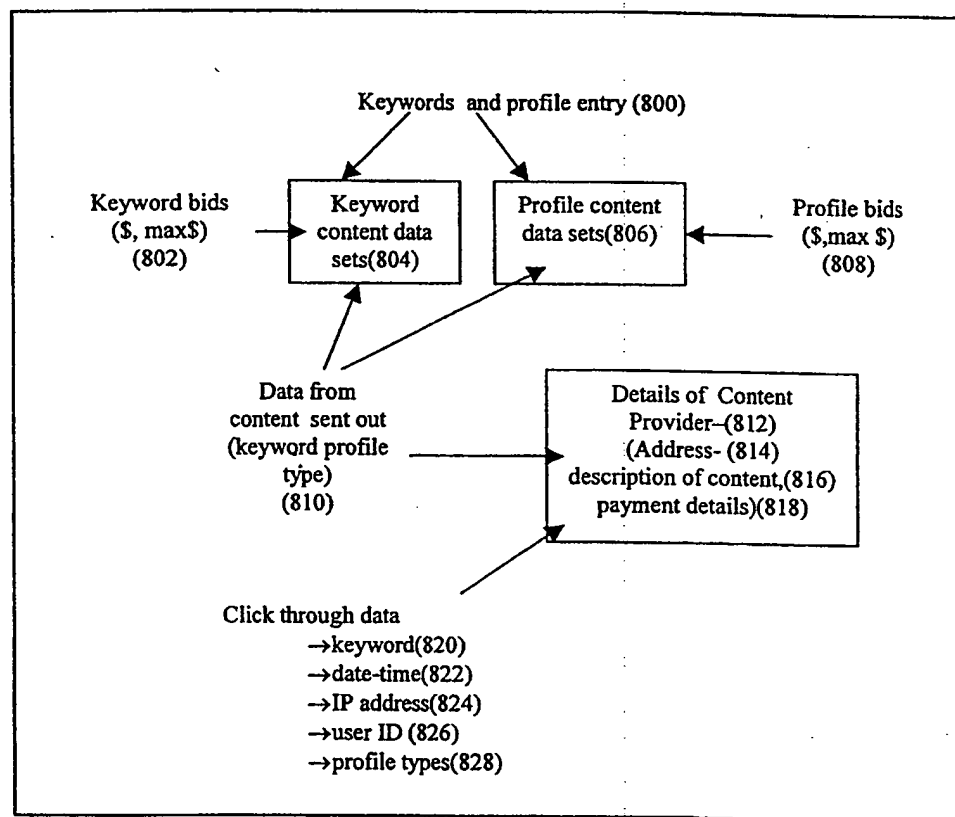 Keywords and profile entry (800)
Keyword bids
($, max$)
(802)
Keyword
content data
sets(804)
Profile content
data sets(806)
Profile bids
($,max $)
(808)
Data from
content sent out
(keyword profile
type)
(810)
Details of Content
Provider–(812)
(Address- (814)
description of content,(816)
payment details)(818)
Click through data
→keyword(820)
→date-time(822)
→IP address(824)
→user ID (826)
→profile types(828)